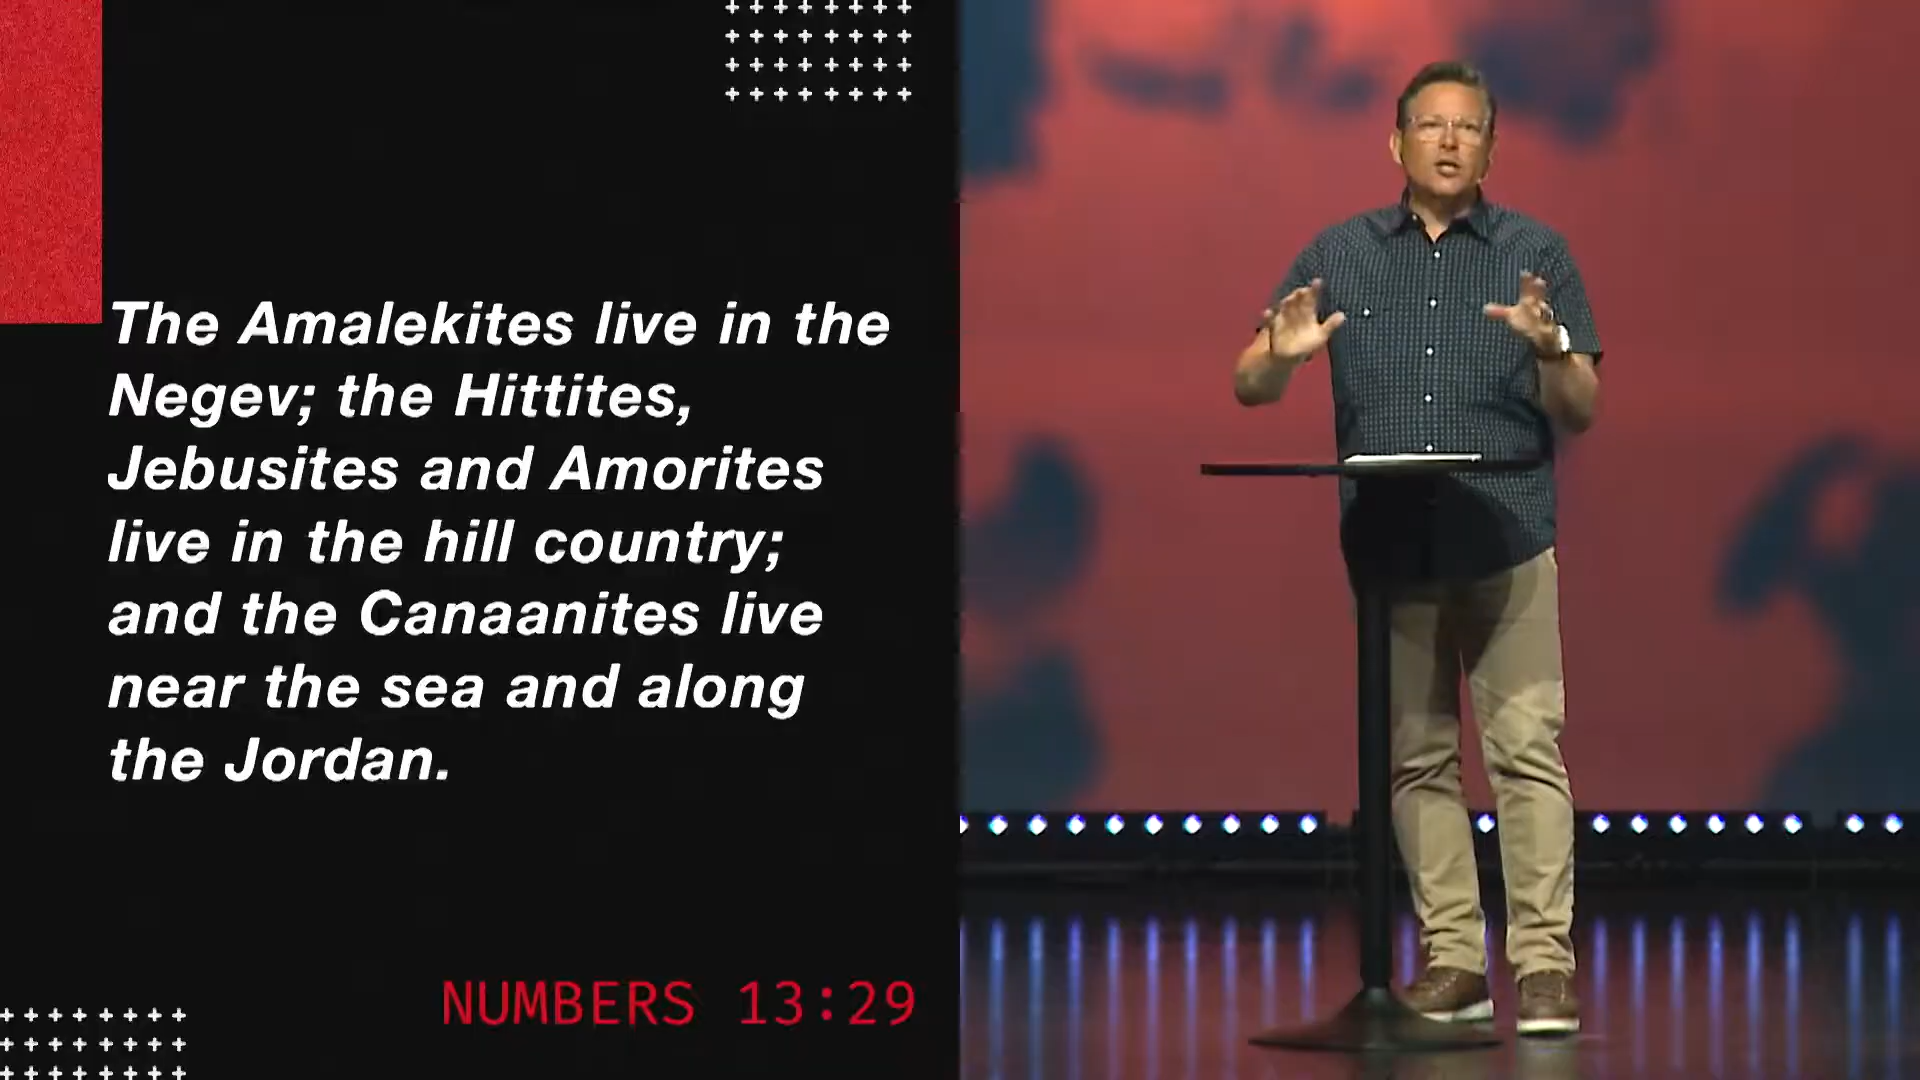 The Amalekites live in the
Negev; the Hittites,
Jebusites and Amorites
live in the hill country;
and the Canaanites live
near the sea and along
the Jordan.
NUMBERS 13:29